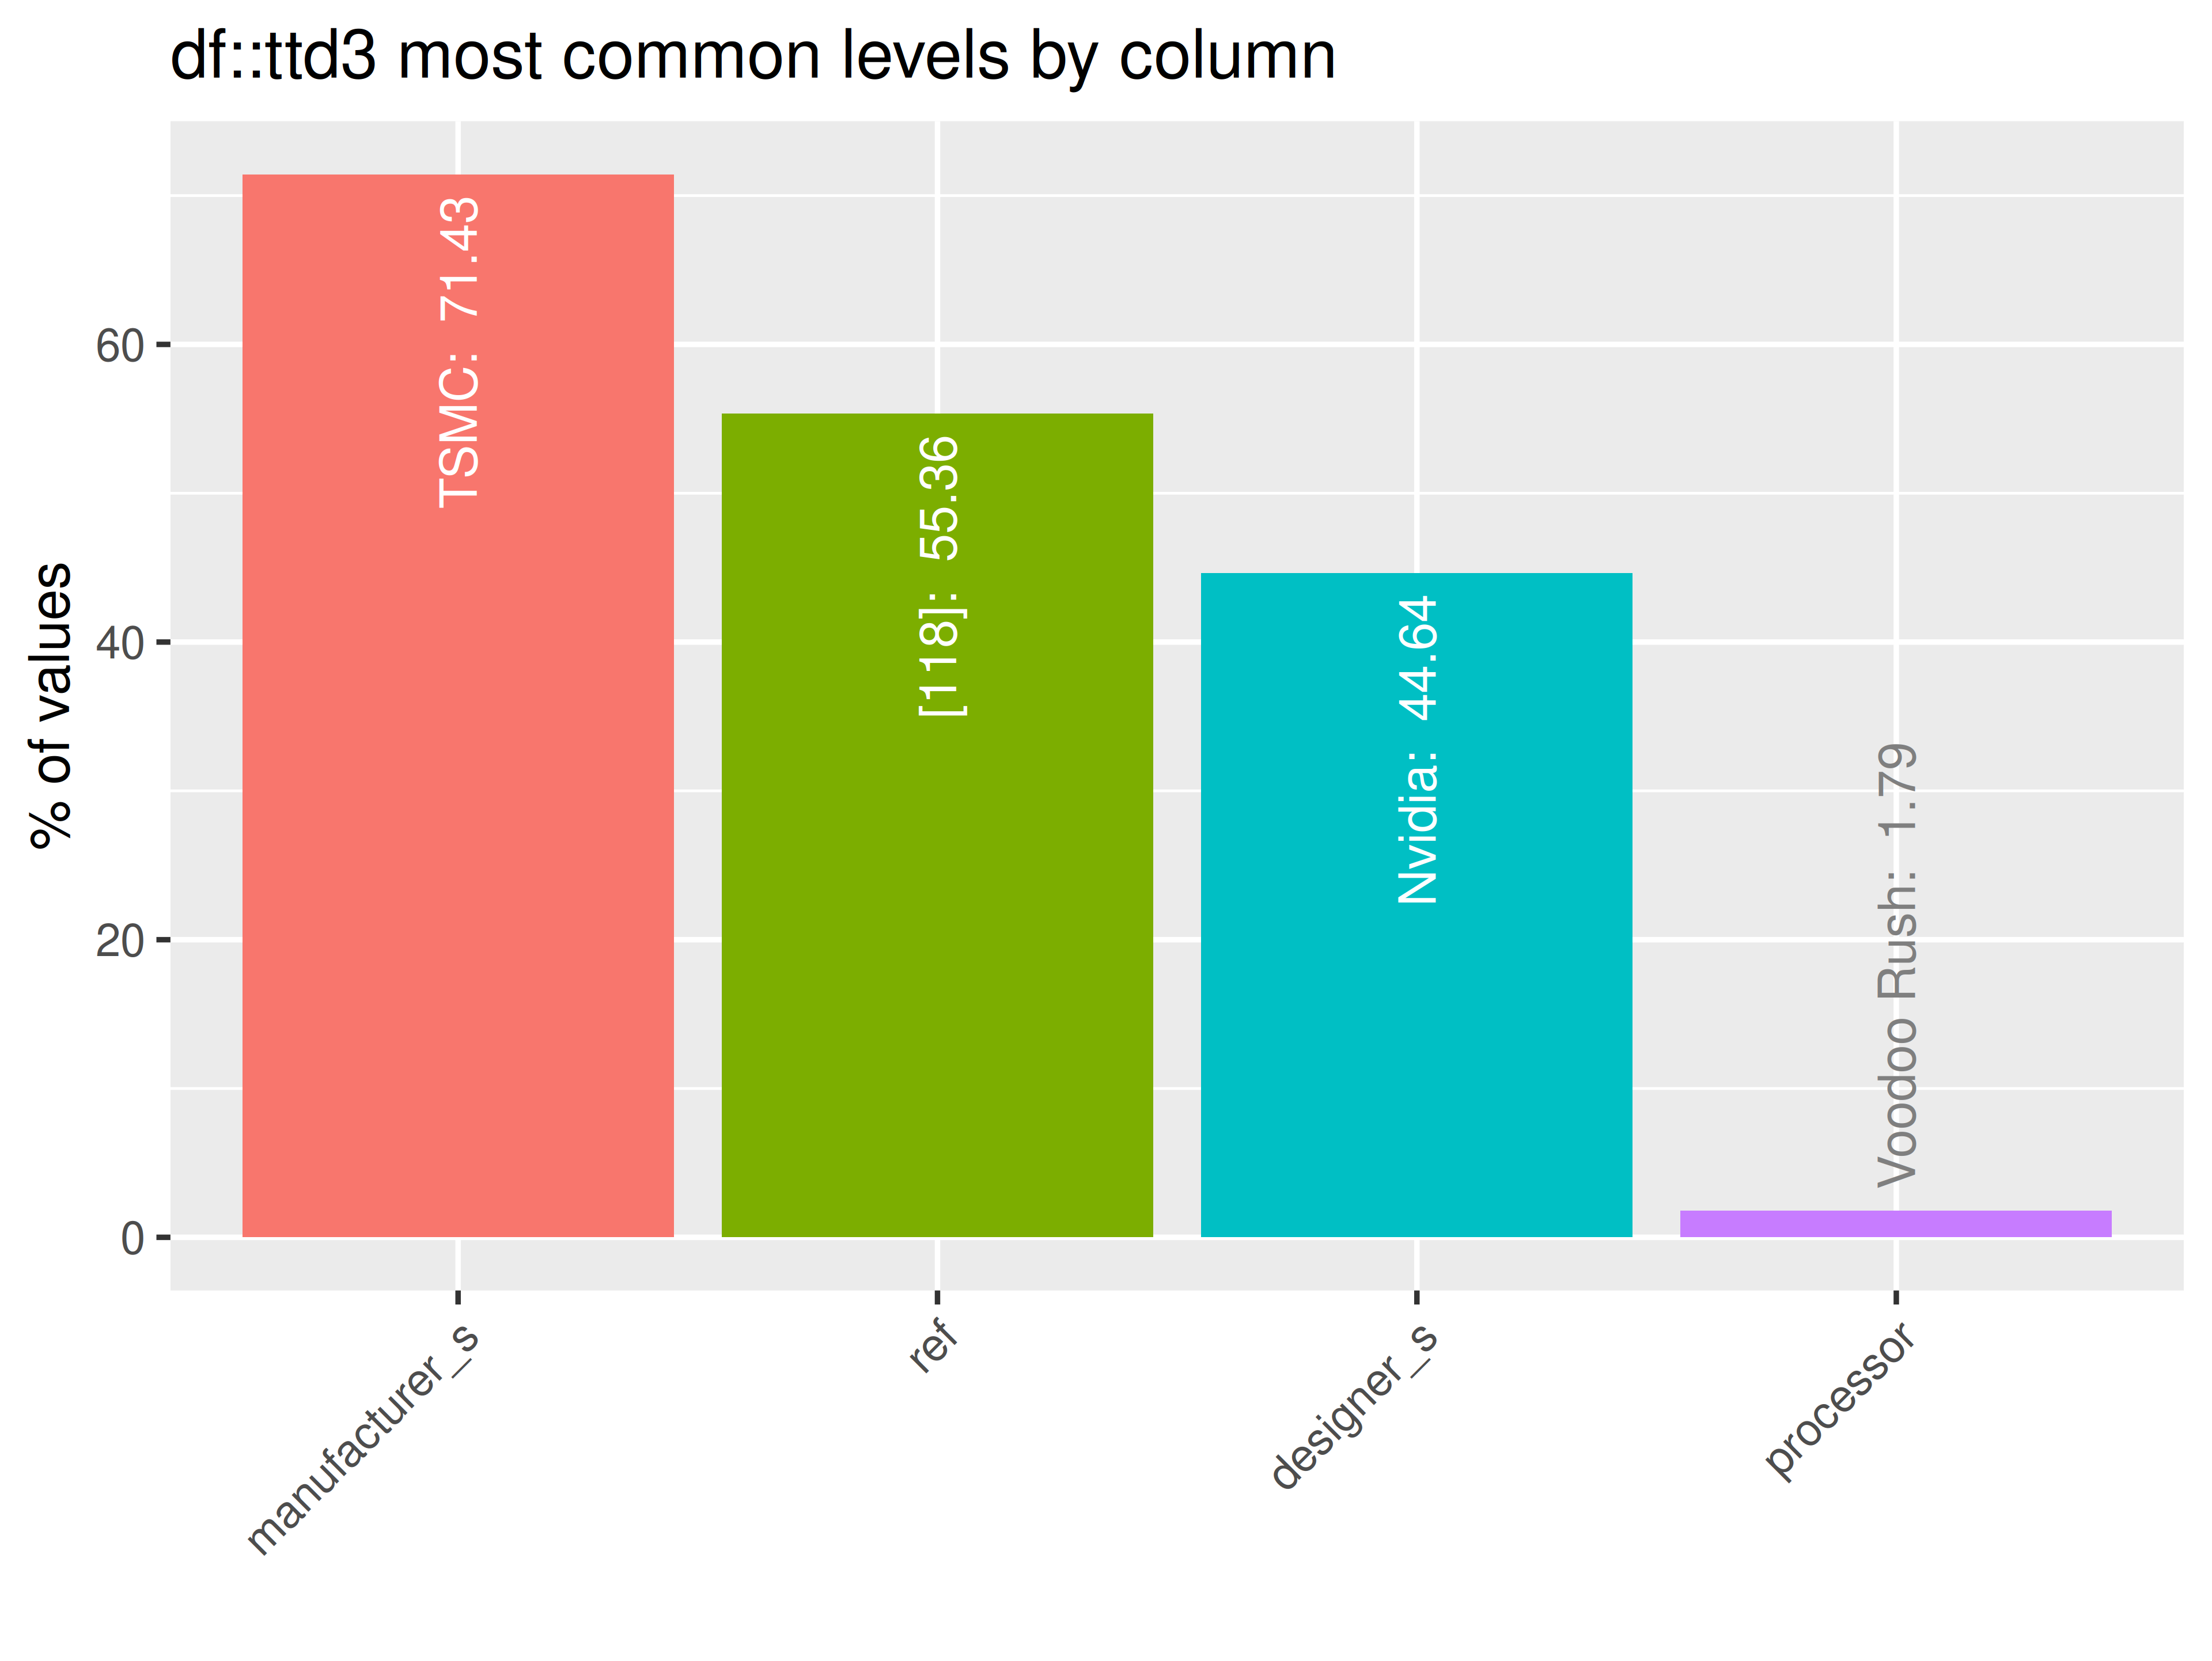 df::ttd3 most common levels by column
% of values
60
40
20
0
TSMC: 71.43
[118]: 55.36
Nvidia: 44.64
Voodoo Rush: 1.79
manufacturer_s
ref
designer_s
processor